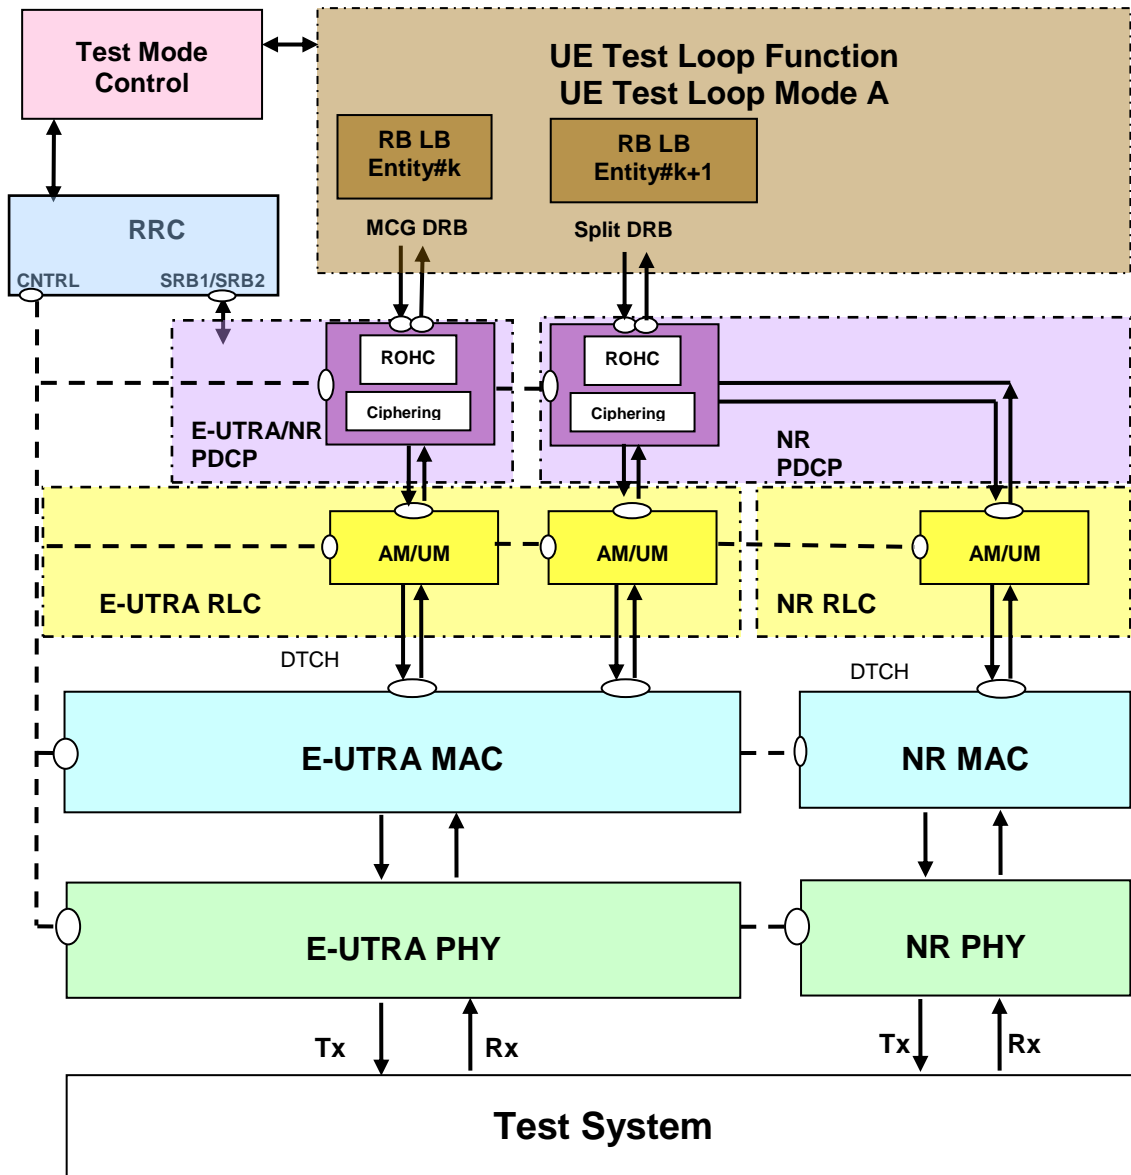 Test Mode
Control
UE Test Loop Function
UE Test Loop Mode A
RB LB
Entity#k
RB LB
Entity#k+1
MCG DRB
Split DRB
RRC
CNTRL
SRB1/SRB2
ROHC
Ciphering
E-UTRA/NR
PDCP
ROHC
Ciphering
NR
PDCP
AM/UM
AM/UM
AM/UM
E-UTRA RLC
NR RLC
DTCH
DTCH
E-UTRA MAC
NR MAC
E-UTRA PHY
NR PHY
Tx
Rx
Tx
Rx
Test System